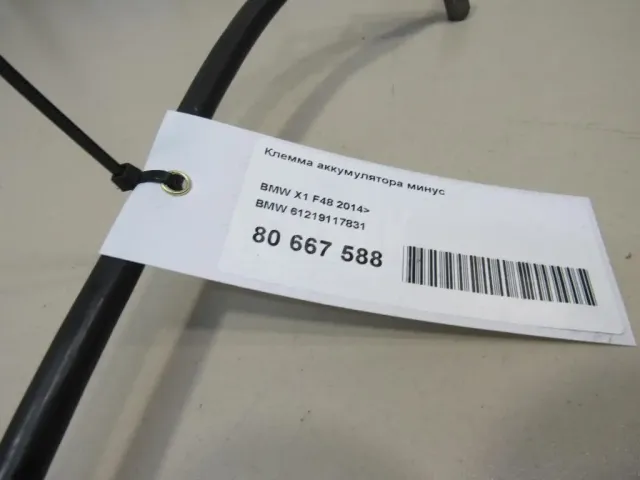 Клемма аккумулятора минус
BMW X1 F48 2014>
BMW 61219117831
80 667 588